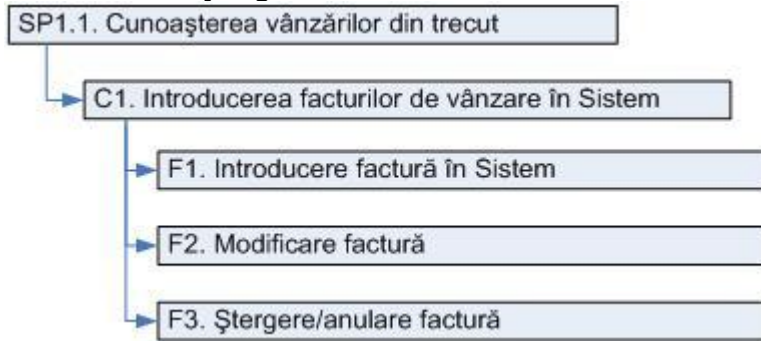 SP1.1. Cunoaşterea vânzărilor din trecut
C1. Introducerea facturilor de vânzare în Sistem
F1. Introducere factură în Sistem
F2. Modificare factură
F3. Ştergere/anulare factură